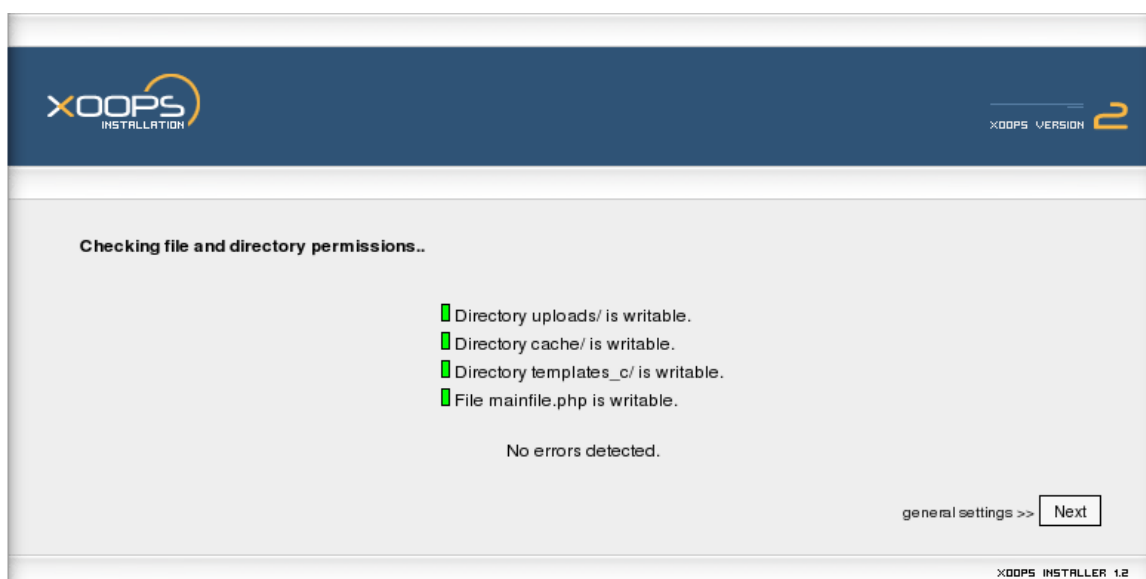 XOOPS
INSTALLATION
XOOPS VERSION 2
Checking file and directory permissions..
Directory uploads/ is writable.
Directory cache/ is writable.
Directory templates_c/ is writable.
File mainfile.php is writable.
No errors detected.
general settings >> Next
XOOPS INSTALLER 1.2